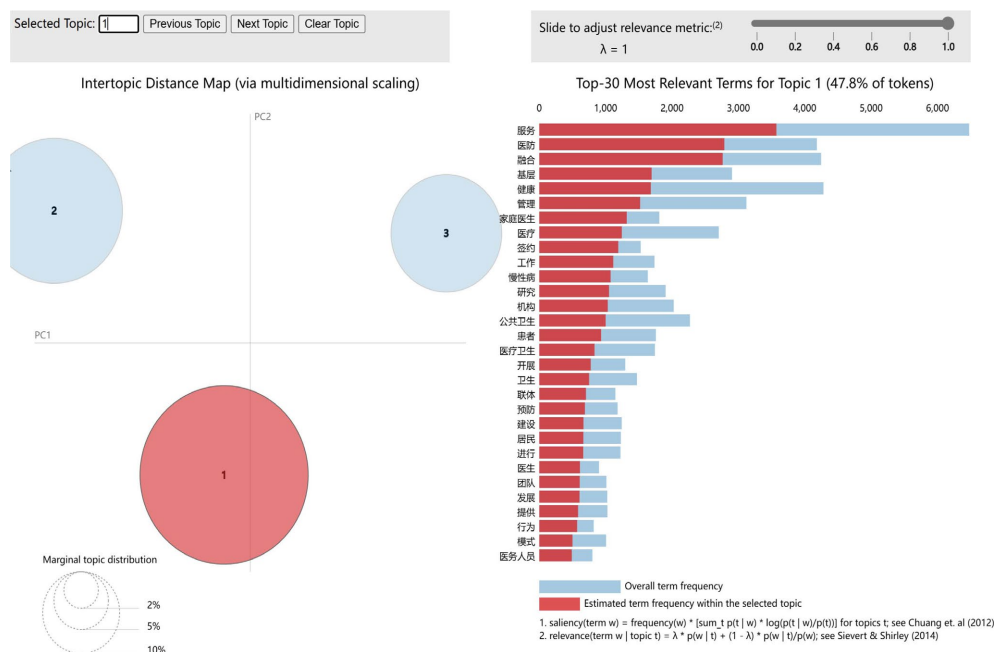 Selected Topic: 1 Previous Topic Next Topic Clear Topic
Slide to adjust relevance metric:(2)
λ = 1
0.0 0.2 0.4 0.6 0.8 1.0
Intertopic Distance Map (via multidimensional scaling)
PC2
PC1
2
3
1
Marginal topic distribution
2%
5%
10%
Top-30 Most Relevant Terms for Topic 1 (47.8% of tokens)
0 1,000 2,000 3,000 4,000 5,000 6,000
服务
医防
融合
基层
健康
管理
家庭医生
医疗
签约
工作
慢性病
研究
机构
公共卫生
患者
医疗卫生
开展
卫生
联体
预防
建设
居民
进行
医生
团队
发展
提供
行为
模式
医务人员
Overall term frequency
Estimated term frequency within the selected topic
1. saliency(term w) = frequency(w) * [sum_t p(t | w) * log(p(t | w)/p(t))] for topics t; see Chuang et. al (2012)
2. relevance(term w | topic t) = λ * p(w | t) + (1 - λ) * p(w | t)/p(w); see Sievert & Shirley (2014)